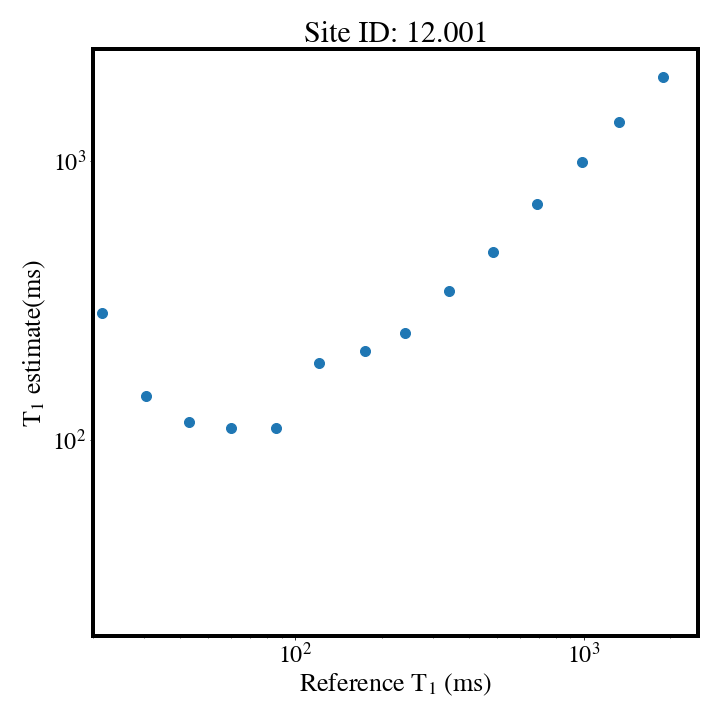 Site ID: 12.001
10³
10²
T₁ estimate(ms)
10² 10³
Reference T₁ (ms)